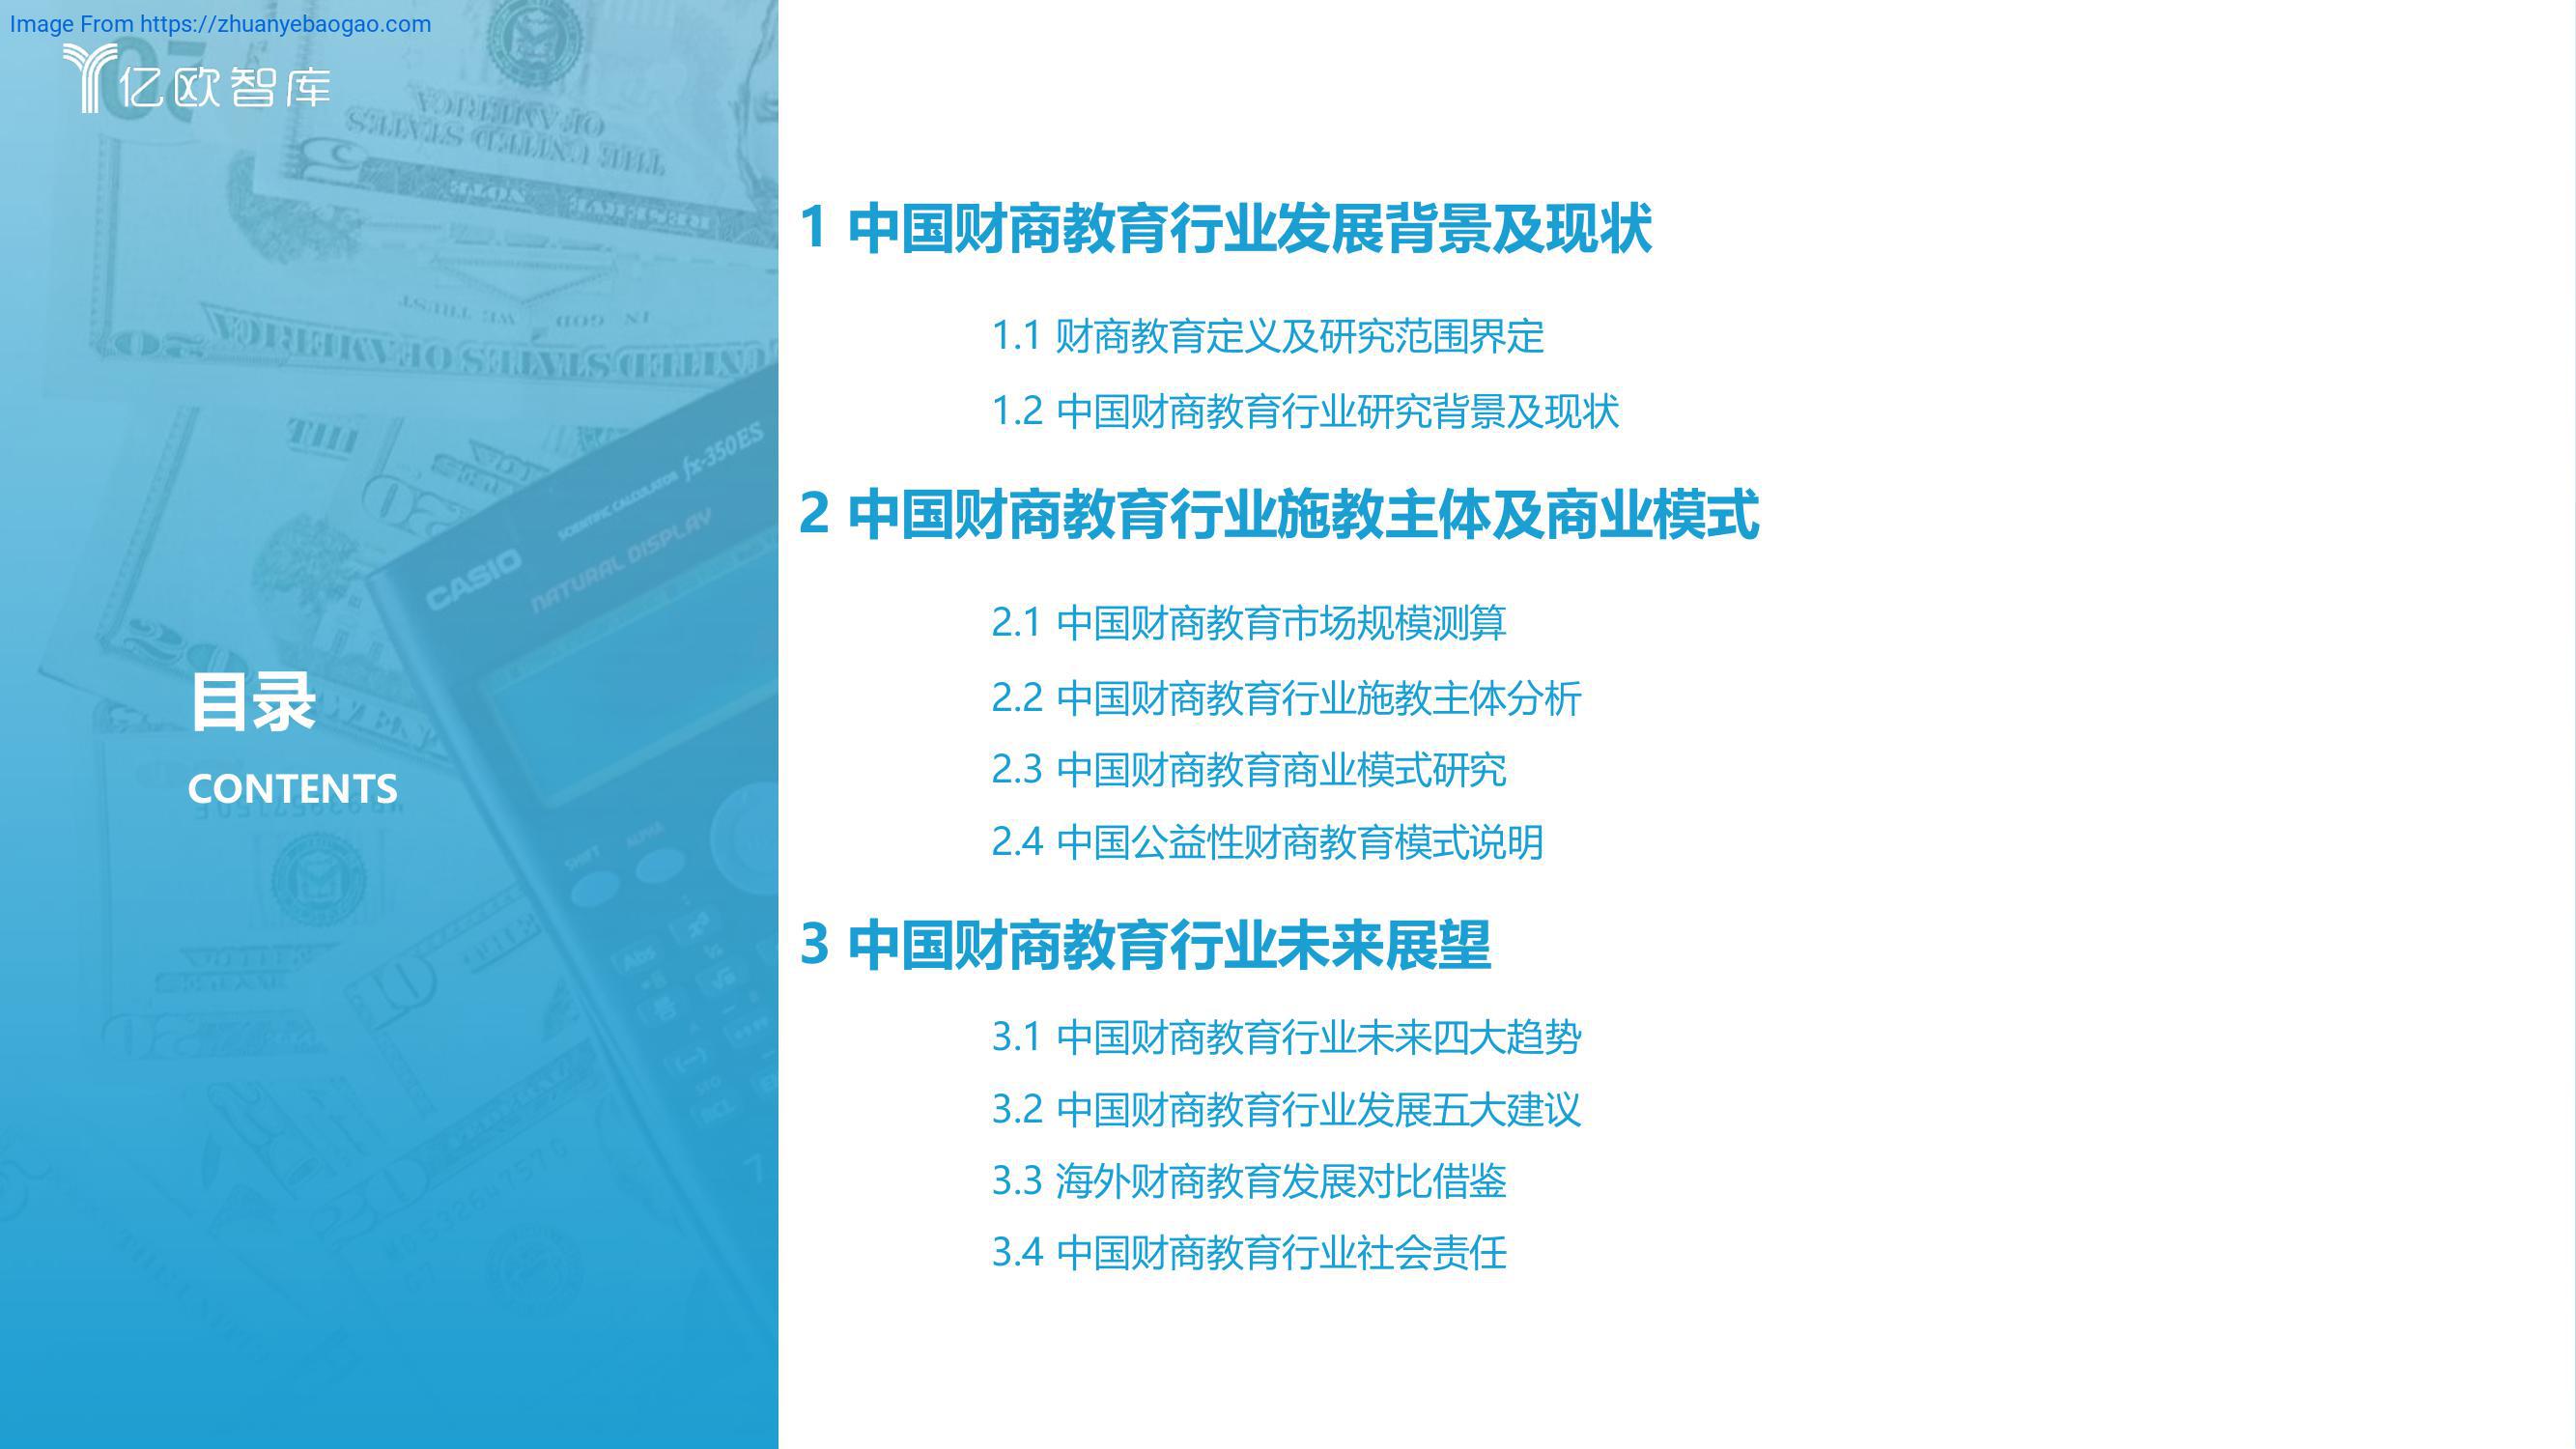 Image From https://zhuanyebaogao.com
亿欧智库
目录
CONTENTS
CASIO
SCIENTIFIC CALCULATOR fx-350ES
NATURAL DISPLAY
SHIFT ALPHA
1 中国财商教育行业发展背景及现状
1.1 财商教育定义及研究范围界定
1.2 中国财商教育行业研究背景及现状
2 中国财商教育行业施教主体及商业模式
2.1 中国财商教育市场规模测算
2.2 中国财商教育行业施教主体分析
2.3 中国财商教育商业模式研究
2.4 中国公益性财商教育模式说明
3 中国财商教育行业未来展望
3.1 中国财商教育行业未来四大趋势
3.2 中国财商教育行业发展五大建议
3.3 海外财商教育发展对比借鉴
3.4 中国财商教育行业社会责任